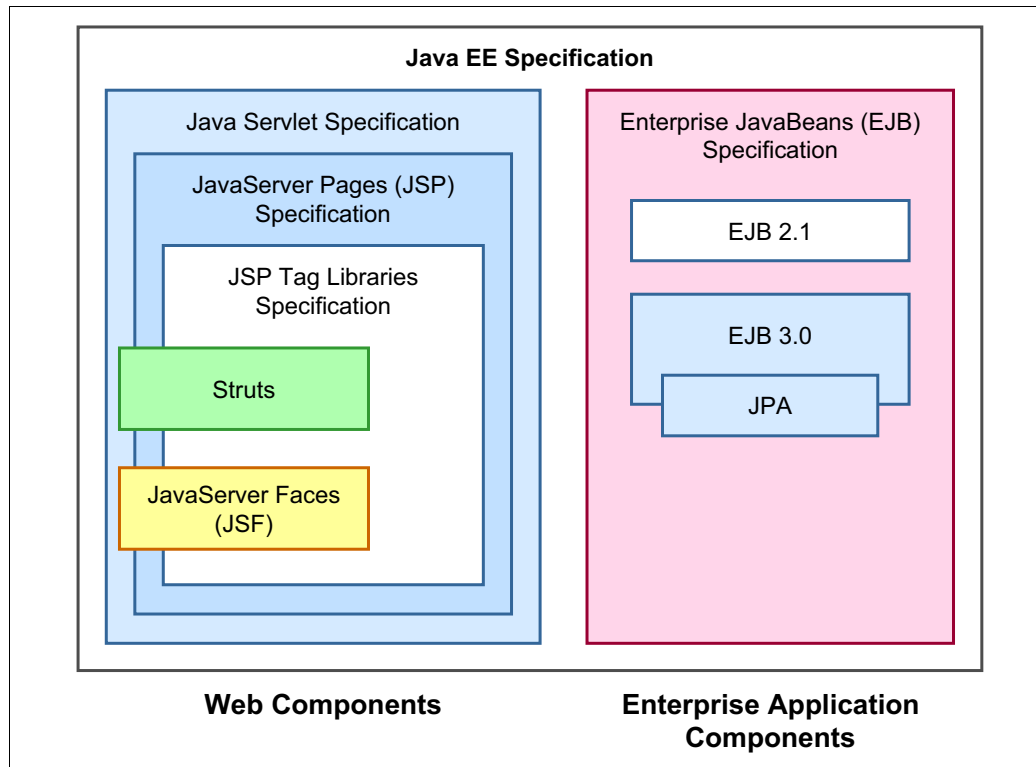 Java EE Specification
Java Servlet Specification
JavaServer Pages (JSP)
Specification
JSP Tag Libraries
Specification
Struts
JavaServer Faces
(JSF)
Enterprise JavaBeans (EJB)
Specification
EJB 2.1
EJB 3.0
JPA
Web Components
Enterprise Application
Components